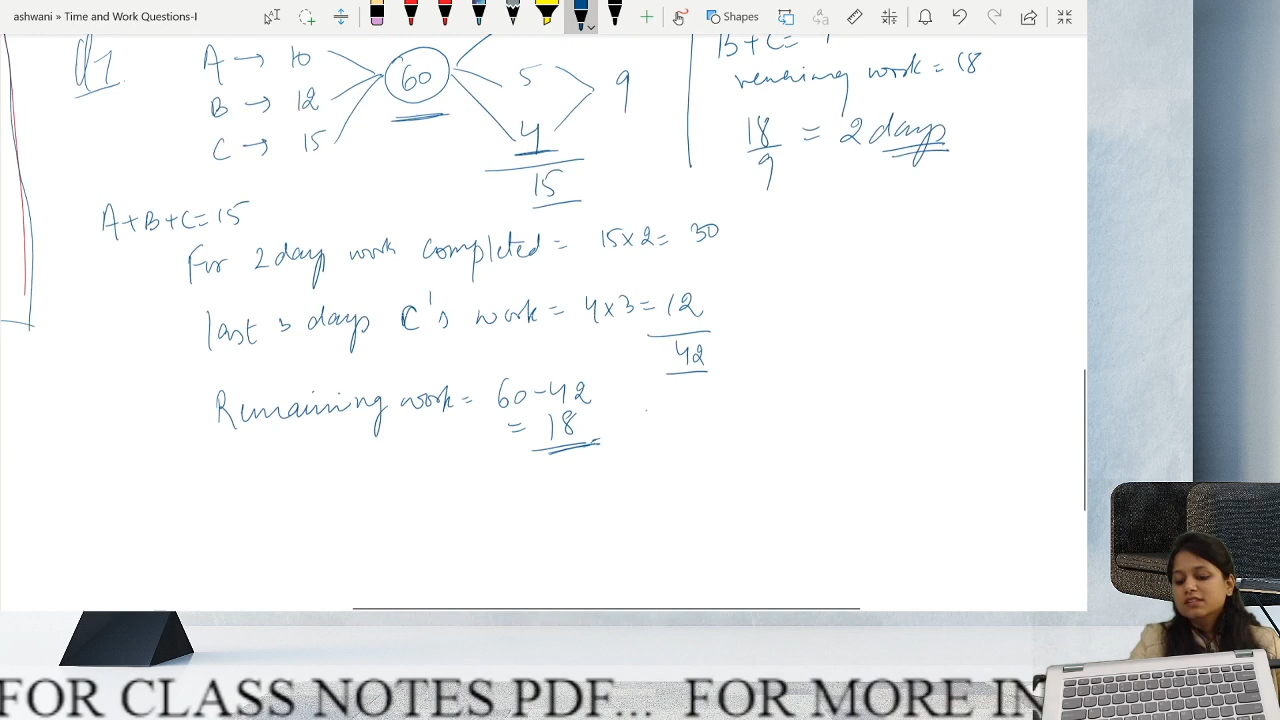 ashwani » Time and Work Questions-I
Shapes
Q1
A → 10
B → 12
C → 15
60
5
4
9
15
B+C=
remaining work = 18
18/9 = 2 days
A+B+C=15
For 2 day work completed = 15×2= 30
last 3 days C's work = 4×3=12
42
Remaining work = 60-42
= 18
FOR CLASS NOTES PDF... FOR MORE IN